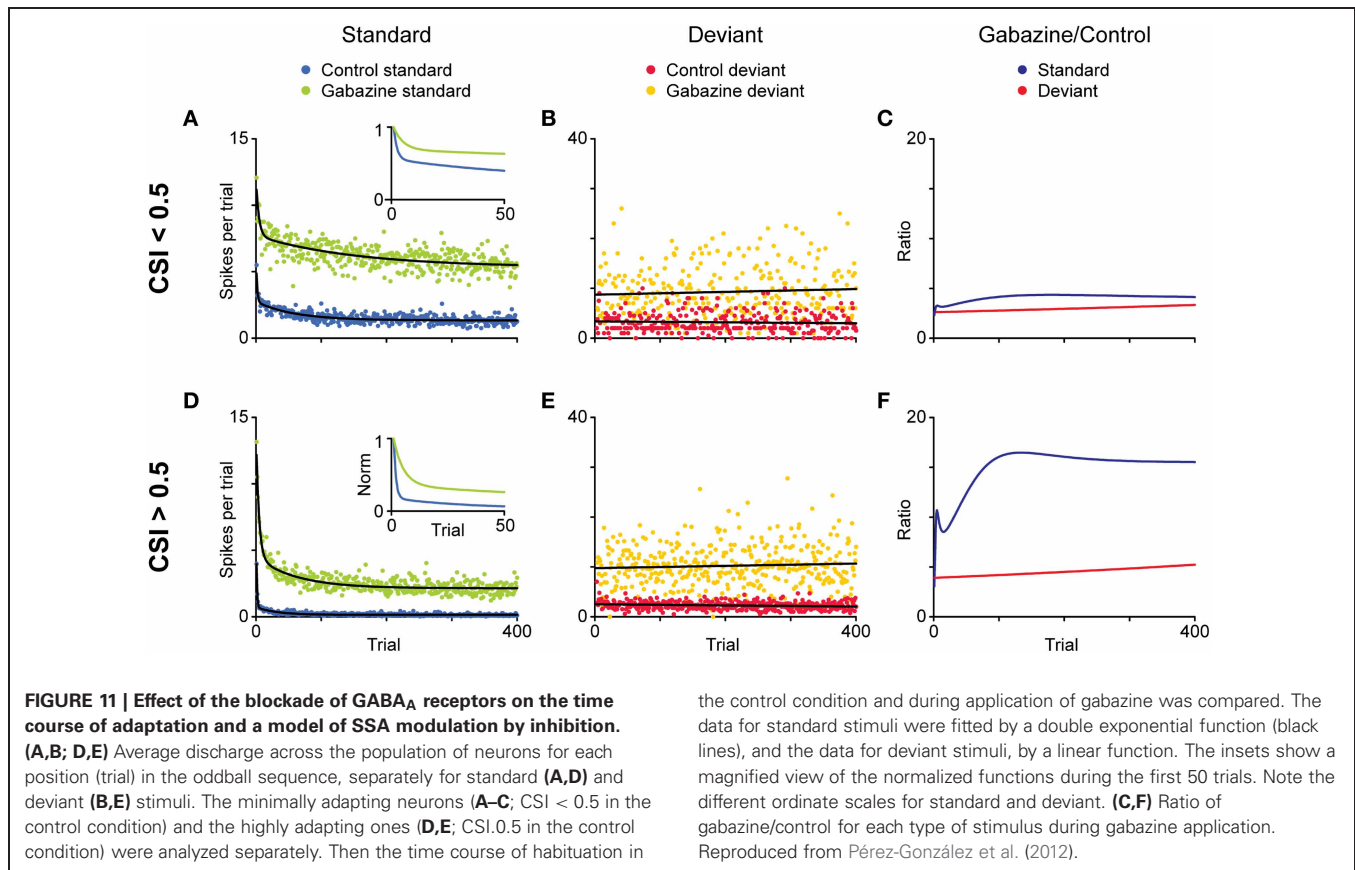 Standard
Deviant
Gabazine/Control
Control standard
Gabazine standard
Control deviant
Gabazine deviant
Standard
Deviant
CSI < 0.5
A
15
Spikes per trial
0
0
400
1
0
0
50
B
40
0
0
400
C
20
Ratio
0
0
400
CSI > 0.5
D
15
Spikes per trial
0
0
400
Trial
1
Norm
0
0
50
Trial
E
40
0
0
400
Trial
F
20
Ratio
0
0
400
Trial
FIGURE 11 | Effect of the blockade of GABAA receptors on the time
course of adaptation and a model of SSA modulation by inhibition.
(A,B; D,E) Average discharge across the population of neurons for each
position (trial) in the oddball sequence, separately for standard (A,D) and
deviant (B,E) stimuli. The minimally adapting neurons (A–C; CSI < 0.5 in the
control condition) and the highly adapting ones (D,E; CSI.0.5 in the control
condition) were analyzed separately. Then the time course of habituation in
the control condition and during application of gabazine was compared. The
data for standard stimuli were fitted by a double exponential function (black
lines), and the data for deviant stimuli, by a linear function. The insets show a
magnified view of the normalized functions during the first 50 trials. Note the
different ordinate scales for standard and deviant. (C,F) Ratio of
gabazine/control for each type of stimulus during gabazine application.
Reproduced from Pérez-González et al. (2012).